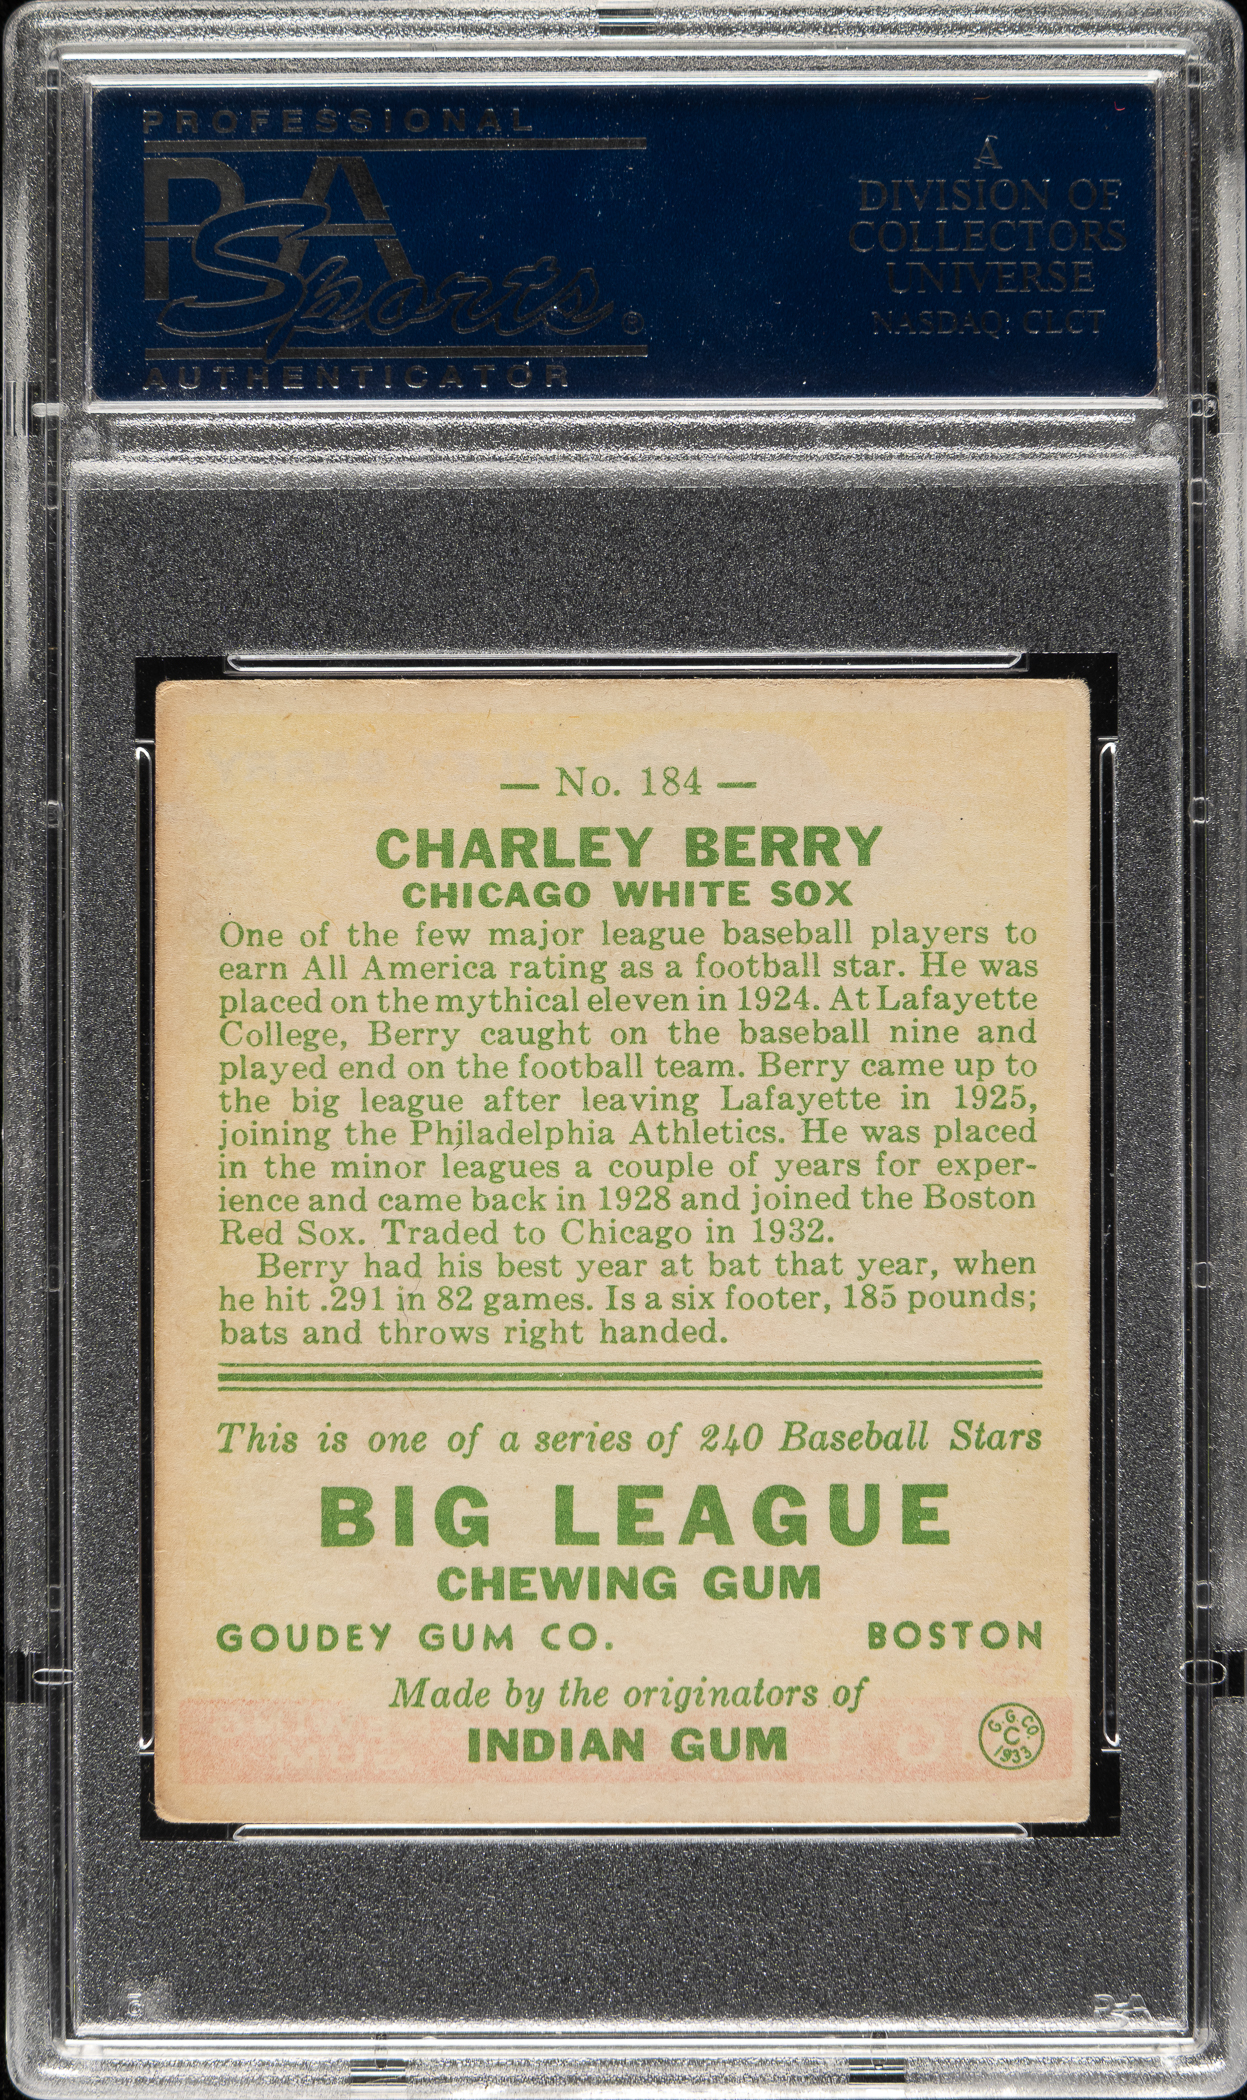 PROFESSIONAL
PSA
Sports®
AUTHENTICATOR
A
DIVISION OF
COLLECTORS
UNIVERSE
NASDAQ: CLCT
— No. 184 —
CHARLEY BERRY
CHICAGO WHITE SOX
One of the few major league baseball players to
earn All America rating as a football star. He was
placed on the mythical eleven in 1924. At Lafayette
College, Berry caught on the baseball nine and
played end on the football team. Berry came up to
the big league after leaving Lafayette in 1925,
joining the Philadelphia Athletics. He was placed
in the minor leagues a couple of years for exper-
ience and came back in 1928 and joined the Boston
Red Sox. Traded to Chicago in 1932.
Berry had his best year at bat that year, when
he hit .291 in 82 games. Is a six footer, 185 pounds;
bats and throws right handed.
This is one of a series of 240 Baseball Stars
BIG LEAGUE
CHEWING GUM
GOUDEY GUM CO. BOSTON
Made by the originators of
INDIAN GUM
G. G. CO.
C
1933
5
PSA